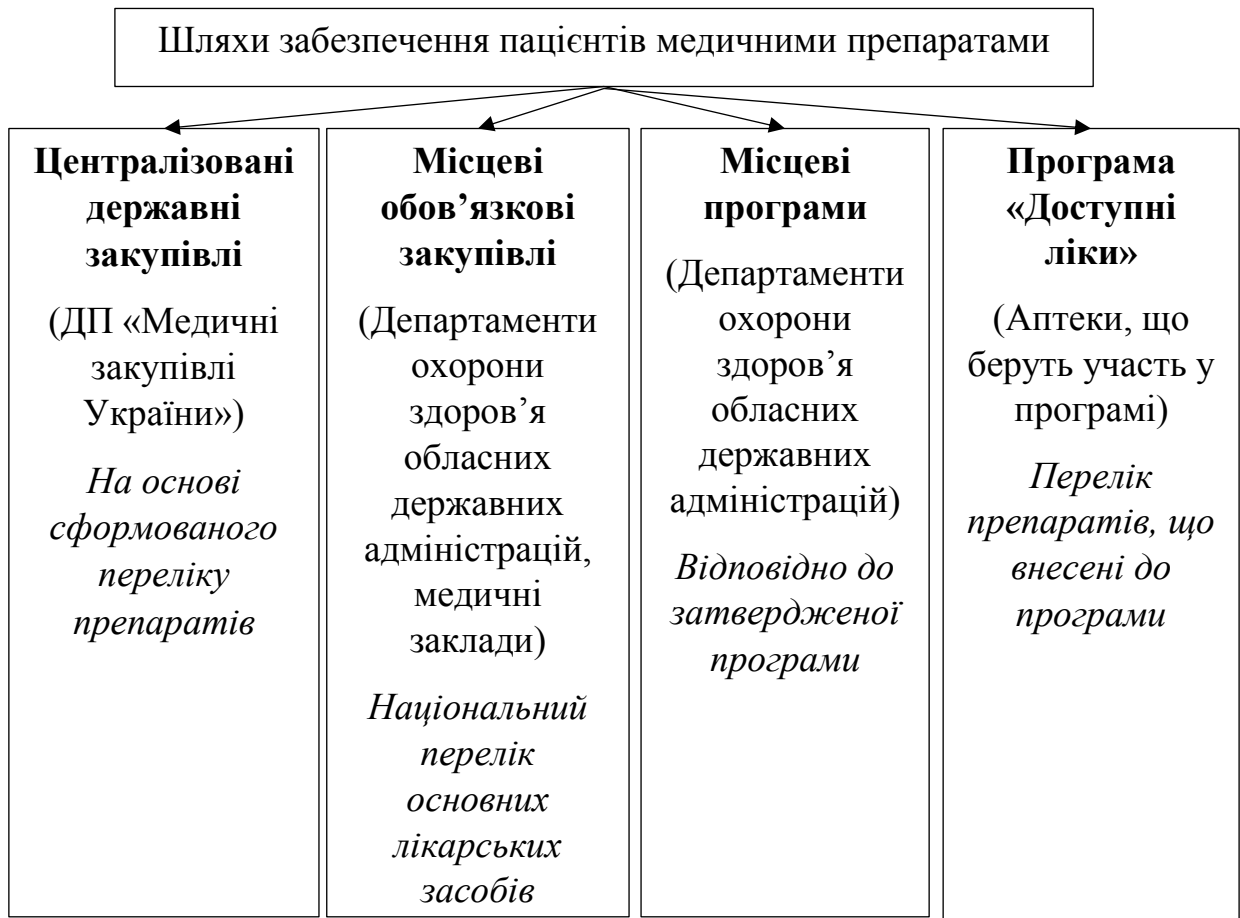 Шляхи забезпечення пацієнтів медичними препаратами
Централізовані
державні
закупівлі
(ДП «Медичні
закупівлі
України»)
На основі
сформованого
переліку
препаратів
Місцеві
обов’язкові
закупівлі
(Департаменти
охорони
здоров’я
обласних
державних
адміністрацій,
медичні
заклади)
Національний
перелік
основних
лікарських
засобів
Місцеві
програми
(Департаменти
охорони
здоров’я
обласних
державних
адміністрацій)
Відповідно до
затвердженої
програми
Програма
«Доступні
ліки»
(Аптеки, що
беруть участь у
програмі)
Перелік
препаратів, що
внесені до
програми